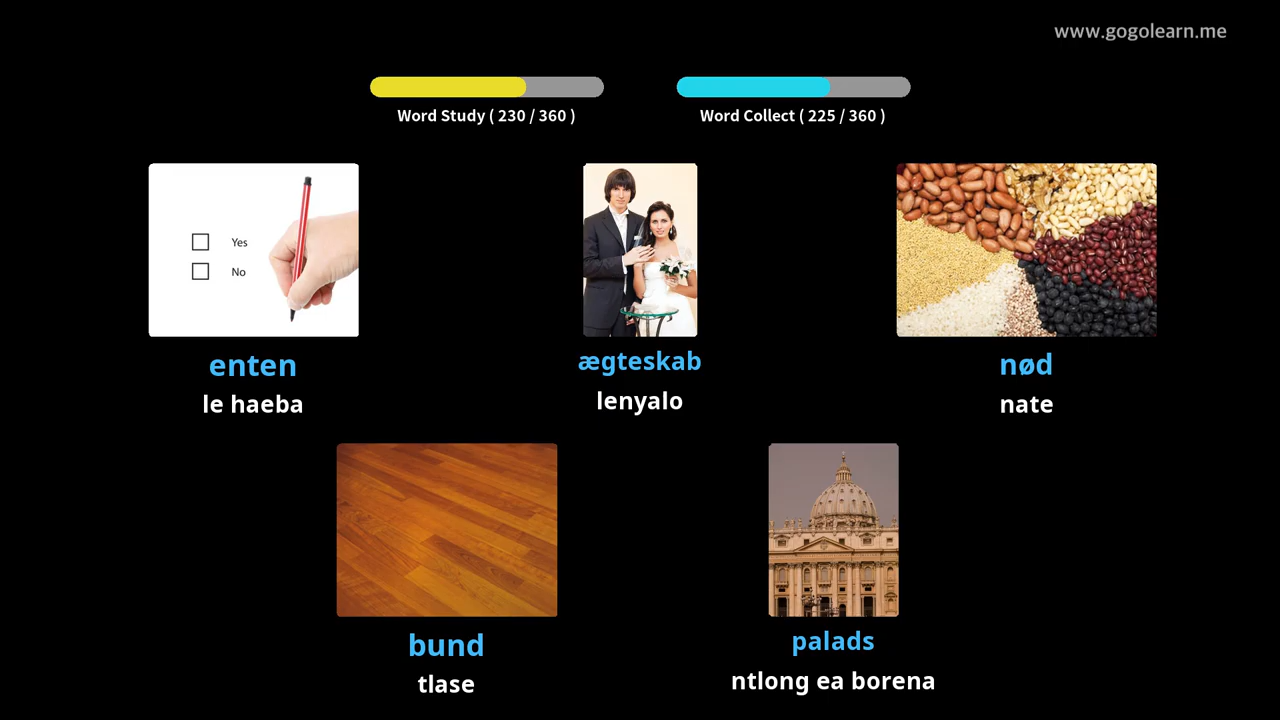 www.gogolearn.me
Word Study ( 230 / 360 )
Word Collect ( 225 / 360 )
Yes
No
enten
le haeba
ægteskab
lenyalo
nød
nate
bund
tlase
palads
ntlong ea borena